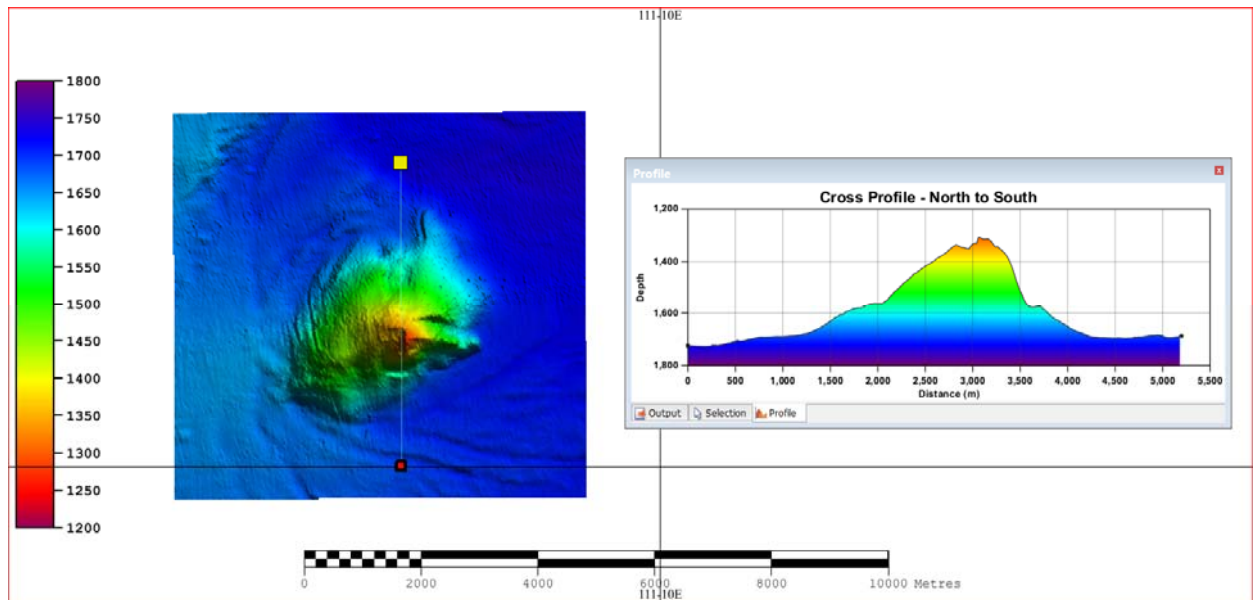 111-10E
1800
1750
1700
1650
1600
1550
1500
1450
1400
1350
1300
1250
1200
Profile
x
Cross Profile - North to South
Depth
1,200
1,400
1,600
1,800
0 500 1,000 1,500 2,000 2,500 3,000 3,500 4,000 4,500 5,000 5,500
Distance (m)
Output Selection Profile
0 2000 4000 6000 8000 10000 Metres
111-10E